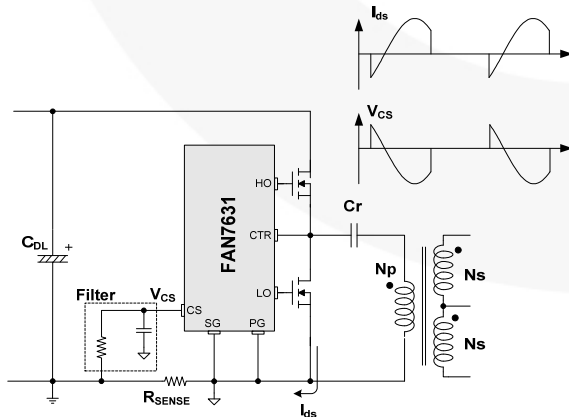 Ids
VCS
HO
Cr
CDL
FAN7631
CTR
Np
Ns
LO
Filter
VCS
CS
SG
PG
Ns
RSENSE
Ids